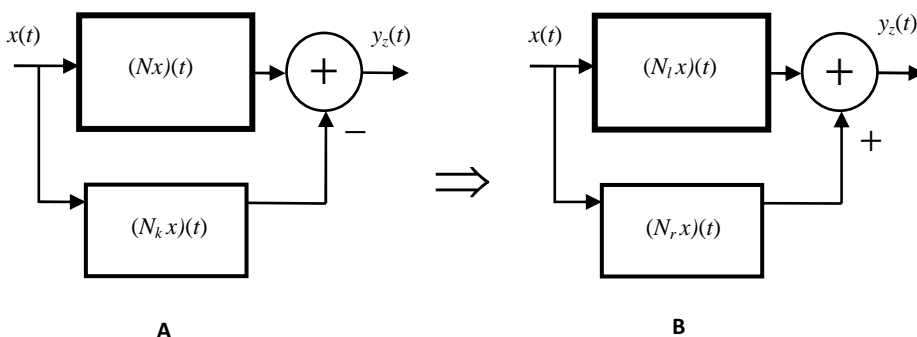 x(t)
(Nx)(t)
+
y_z(t)
−
(N_k x)(t)
A
⇒
x(t)
(N_l x)(t)
+
y_z(t)
+
(N_r x)(t)
B